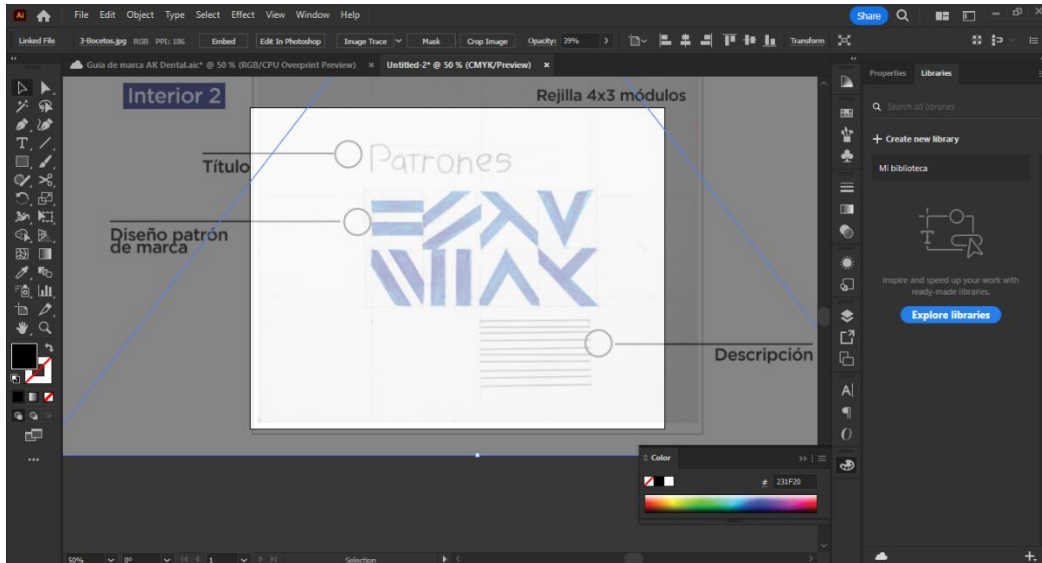 Ai File Edit Object Type Select Effect View Window Help Share
Linked File 3-Bocetos.jpg RGB PPI: 186 Embed Edit In Photoshop Image Trace Mask Crop Image Opacity: 39% Transform
Guia de marca AK Dental.aic* @ 50 % (RGB/CPU Overprint Preview) × Untitled-2* @ 50 % (CMYK/Preview) ×
Properties Libraries
Interior 2
Rejilla 4x3 módulos
Search all libraries
+ Create new library
Mi biblioteca
Título
Patrones
Diseño patrón
de marca
Inspire and speed up your work with
ready-made libraries.
Explore libraries
Descripción
Color
# 231F20
50% 0° 1 Selection